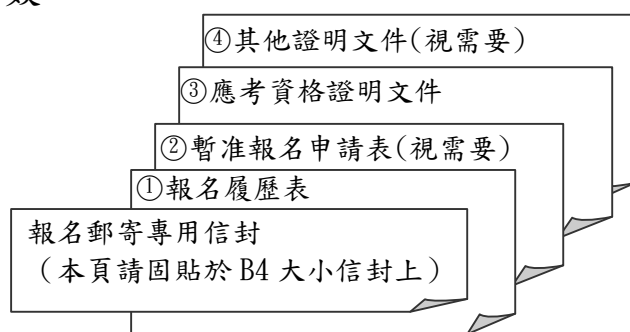 ④其他證明文件(視需要)
③應考資格證明文件
②暫准報名申請表(視需要)
①報名履歷表
報名郵寄專用信封
（本頁請固貼於 B4 大小信封上）